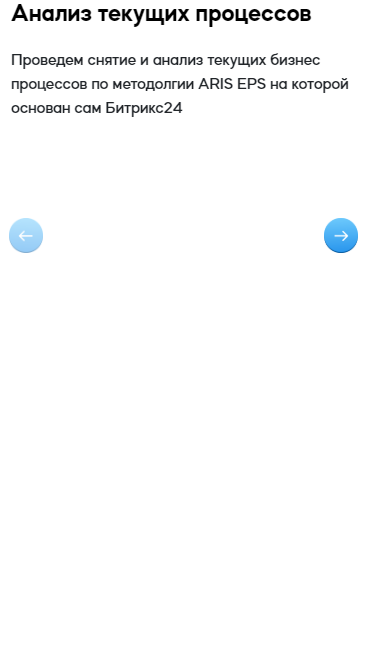 Анализ текущих процессов
Проведем снятие и анализ текущих бизнес
процессов по методолгии ARIS EPS на которой
основан сам Битрикс24